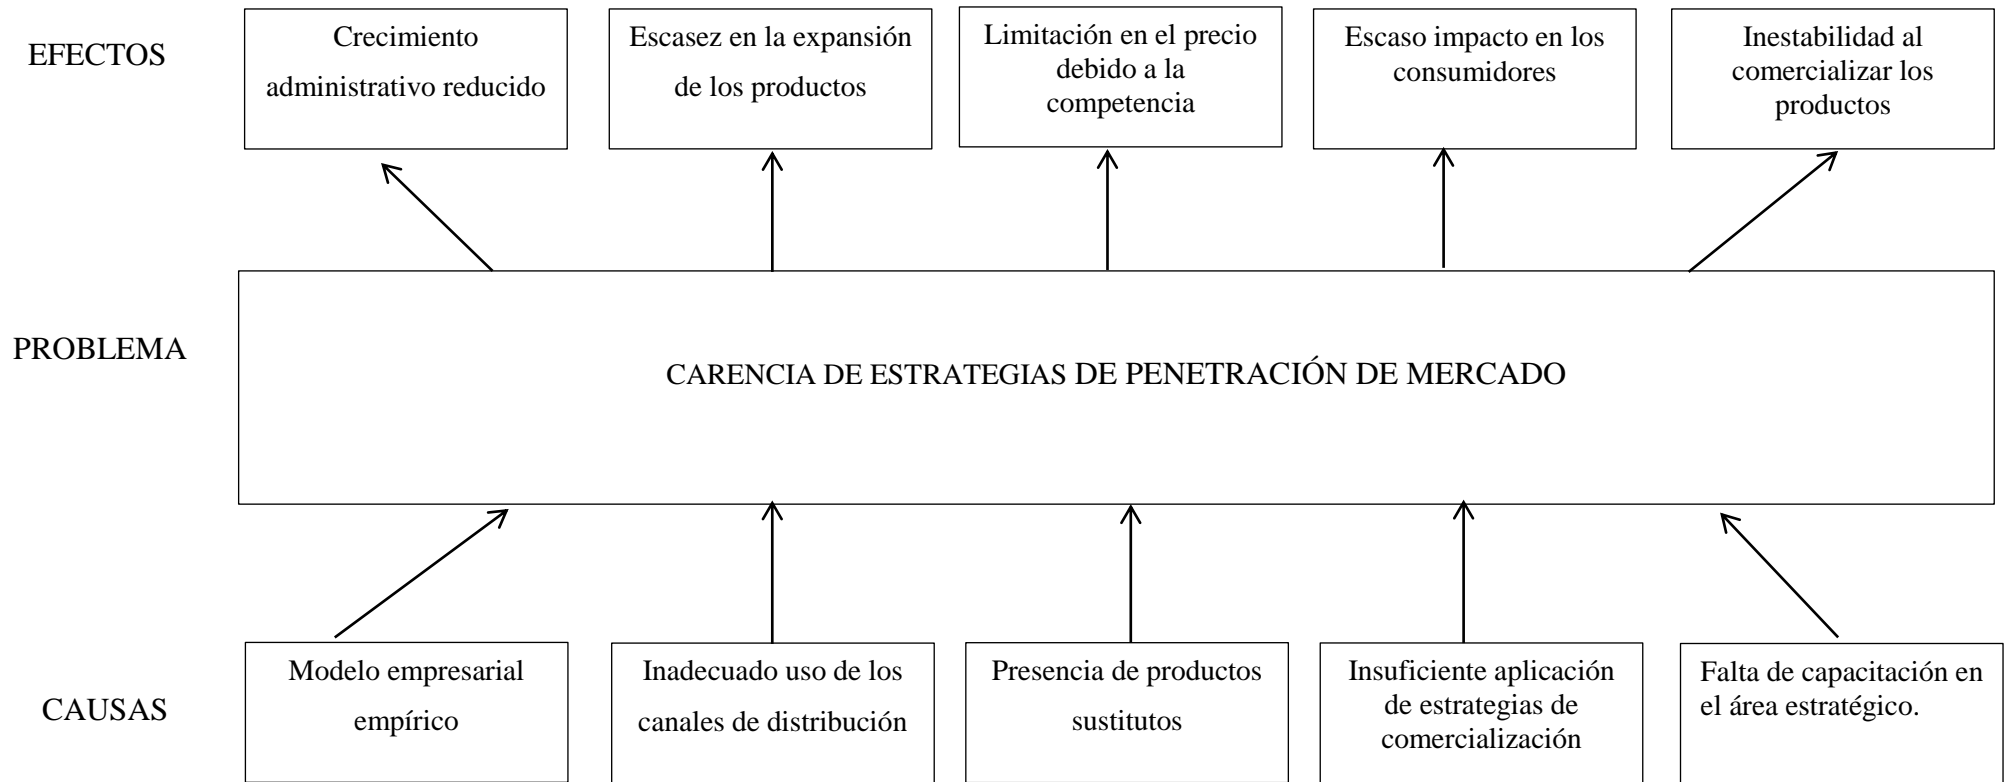 EFECTOS
Crecimiento
administrativo reducido
Escasez en la expansión
de los productos
Limitación en el precio
debido a la
competencia
Escaso impacto en los
consumidores
Inestabilidad al
comercializar los
productos
PROBLEMA
CARENCIA DE ESTRATEGIAS DE PENETRACIÓN DE MERCADO
CAUSAS
Modelo empresarial
empírico
Inadecuado uso de los
canales de distribución
Presencia de productos
sustitutos
Insuficiente aplicación
de estrategias de
comercialización
Falta de capacitación en
el área estratégico.